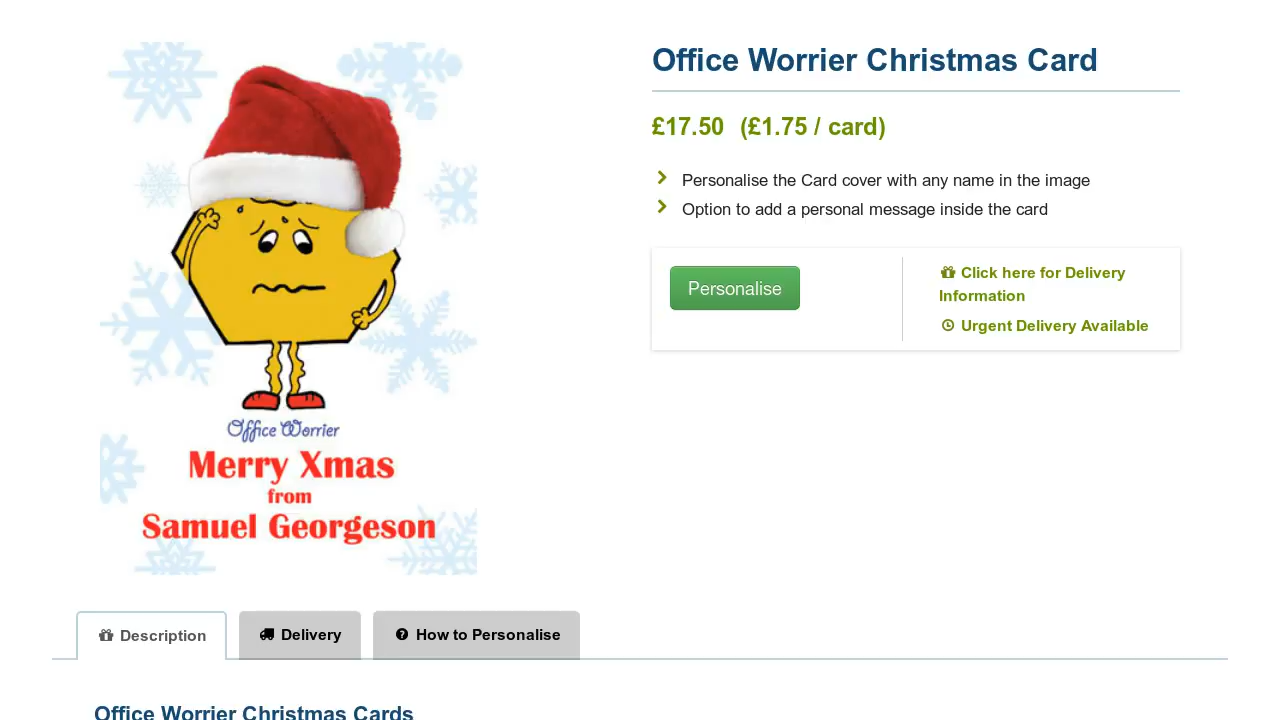 Office Worrier Christmas Card
£17.50 (£1.75 / card)
Personalise the Card cover with any name in the image
Option to add a personal message inside the card
Personalise
Click here for Delivery
Information
Urgent Delivery Available
Office Worrier
Merry Xmas
from
Samuel Georgeson
Description
Delivery
How to Personalise
Office Worrier Christmas Cards